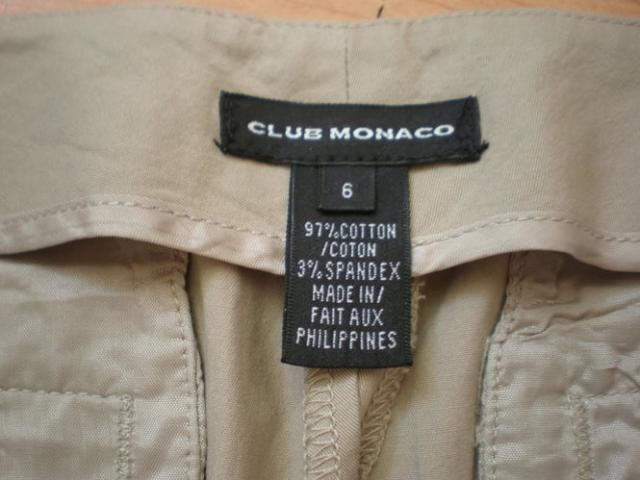 CLUB MONACO
6
97% COTTON
/COTON
3% SPANDEX
MADE IN/
FAIT AUX
PHILIPPINES